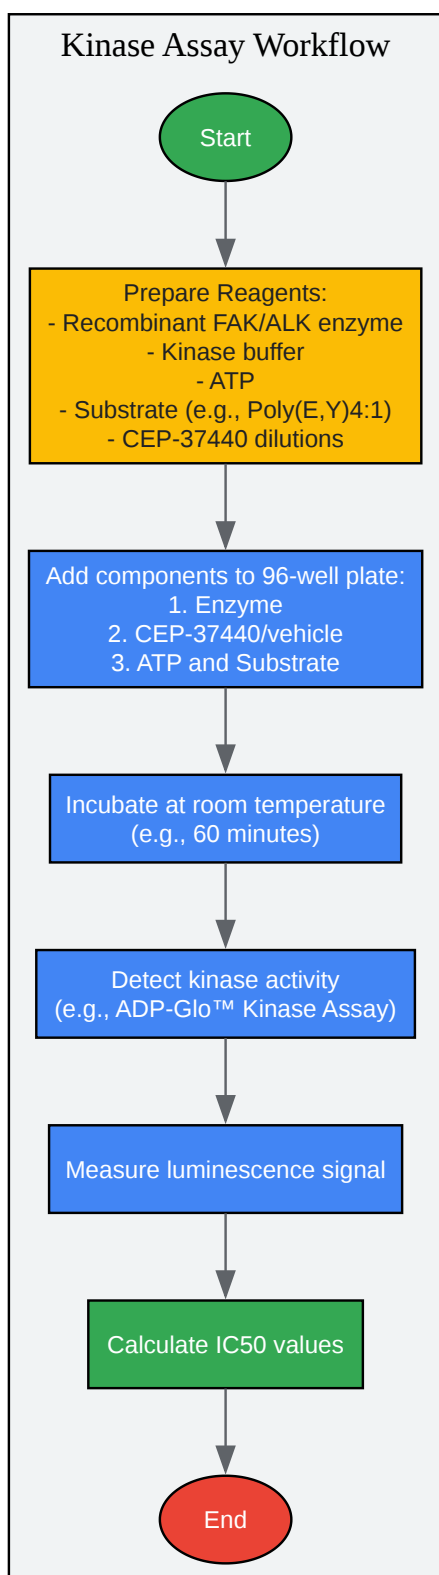 Kinase Assay Workflow
Start
Prepare Reagents:
- Recombinant FAK/ALK enzyme
- Kinase buffer
- ATP
- Substrate (e.g., Poly(E,Y)4:1)
- CEP-37440 dilutions
Add components to 96-well plate:
1. Enzyme
2. CEP-37440/vehicle
3. ATP and Substrate
Incubate at room temperature
(e.g., 60 minutes)
Detect kinase activity
(e.g., ADP-Glo™ Kinase Assay)
Measure luminescence signal
Calculate IC50 values
End